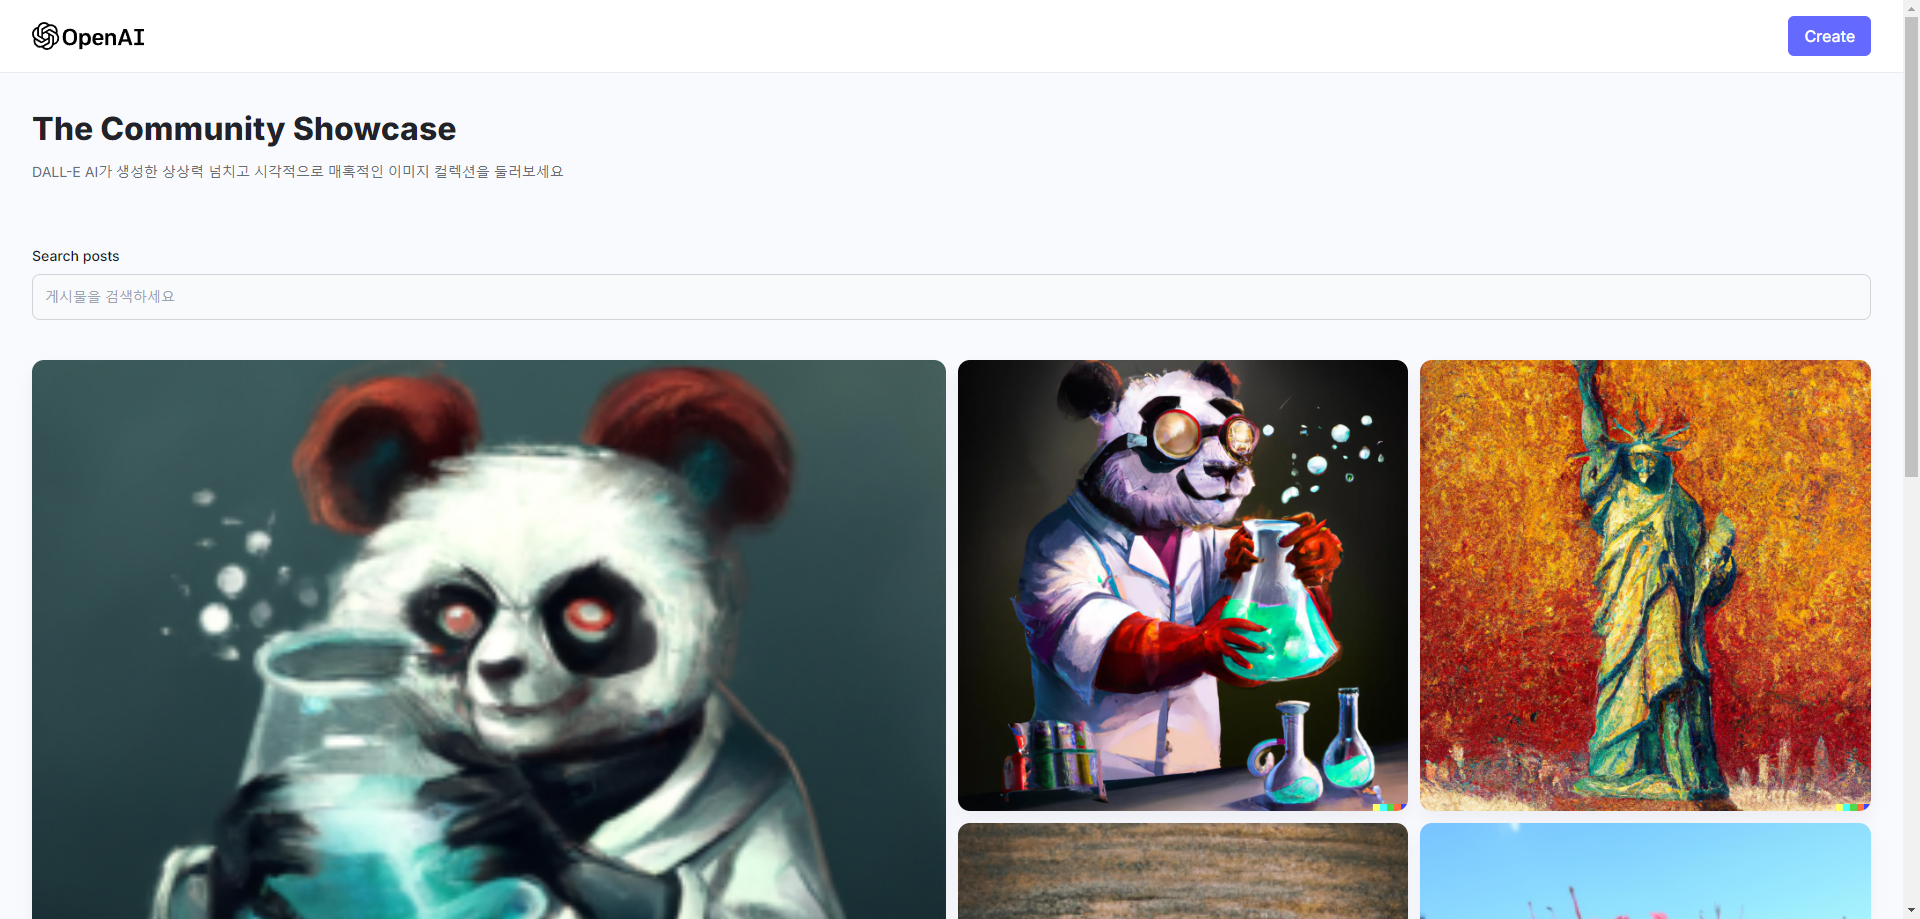 OpenAI
Create
The Community Showcase
DALL-E AI가 생성한 상상력 넘치고 시각적으로 매혹적인 이미지 컬렉션을 둘러보세요
Search posts
게시물을 검색하세요